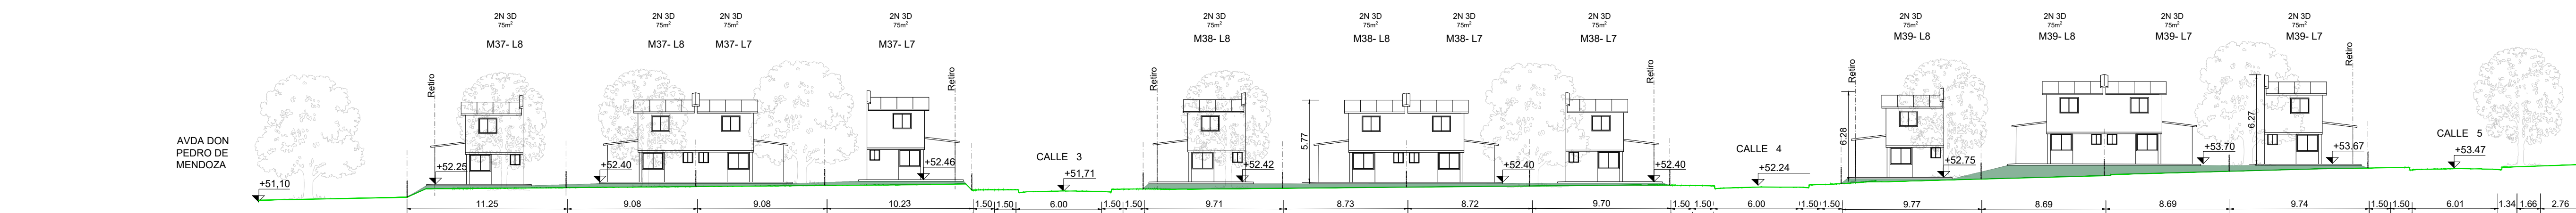 2N 3D
75m²
M37- L8
2N 3D
75m²
M37- L8
2N 3D
75m²
M37- L7
2N 3D
75m²
M37- L7
2N 3D
75m²
M38- L8
2N 3D
75m²
M38- L8
2N 3D
75m²
M38- L7
2N 3D
75m²
M38- L7
2N 3D
75m²
M39- L8
2N 3D
75m²
M39- L8
2N 3D
75m²
M39- L7
2N 3D
75m²
M39- L7
Retiro
Retiro
Retiro
Retiro
Retiro
Retiro
AVDA DON
PEDRO DE
MENDOZA
+51,10
+52.25
+52.40
+52.46
CALLE 3
+51,71
+52.42
5.77
+52.40
+52.40
CALLE 4
+52.24
6.28
+52.75
+53.70
6.27
+53.67
CALLE 5
+53.47
11.25 9.08 9.08 10.23 1.50 1.50 6.00 1.50 1.50 9.71 8.73 8.72 9.70 1.50 1.50 6.00 1.50 1.50 9.77 8.69 8.69 9.74 1.50 1.50 6.01 1.34 1.66 2.76